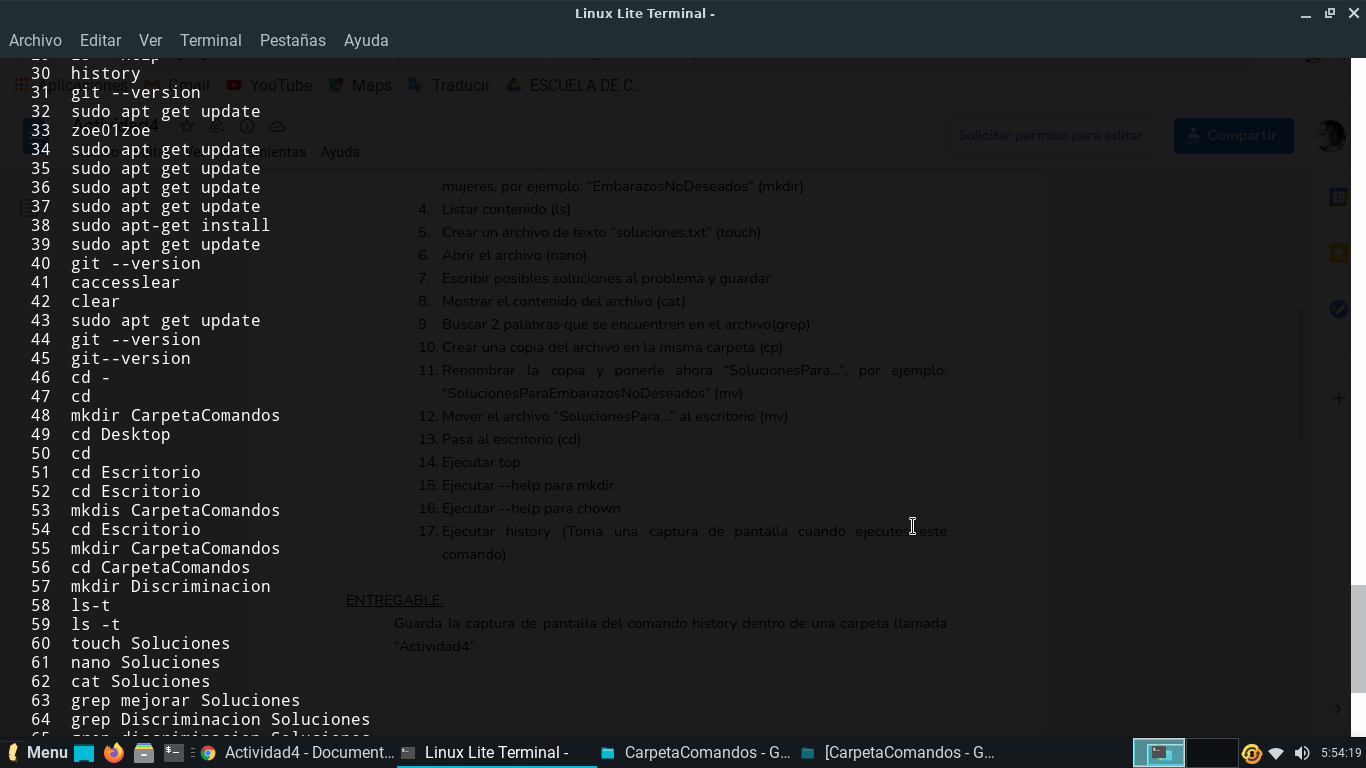 Linux Lite Terminal -
Archivo Editar Ver Terminal Pestañas Ayuda
30 history
31 git --version
32 sudo apt get update
33 zoe01zoe
34 sudo apt get update
35 sudo apt get update
36 sudo apt get update
37 sudo apt get update
38 sudo apt-get install
39 sudo apt get update
40 git --version
41 caccesslear
42 clear
43 sudo apt get update
44 git --version
45 git--version
46 cd -
47 cd
48 mkdir CarpetaComandos
49 cd Desktop
50 cd
51 cd Escritorio
52 cd Escritorio
53 mkdis CarpetaComandos
54 cd Escritorio
55 mkdir CarpetaComandos
56 cd CarpetaComandos
57 mkdir Discriminacion
58 ls-t
59 ls -t
60 touch Soluciones
61 nano Soluciones
62 cat Soluciones
63 grep mejorar Soluciones
64 grep Discriminacion Soluciones
Aplicaciones Gmail YouTube Maps Traducir ESCUELA DE C...
Actividad4
Ayuda
Solicitar permiso para editar Compartir
mujeres, por ejemplo: “EmbarazosNoDeseados” (mkdir)
4. Listar contenido (ls)
5. Crear un archivo de texto “soluciones.txt” (touch)
6. Abrir el archivo (nano)
7. Escribir posibles soluciones al problema y guardar
8. Mostrar el contenido del archivo (cat)
9. Buscar 2 palabras que se encuentren en el archivo(grep)
10. Crear una copia del archivo en la misma carpeta (cp)
11. Renombrar la copia y ponerle ahora “SolucionesPara...”, por ejemplo:
“SolucionesParaEmbarazosNoDeseados” (mv)
12. Mover el archivo “SolucionesPara...” al escritorio (mv)
13. Pasa al escritorio (cd)
14. Ejecutar top
15. Ejecutar --help para mkdir
16. Ejecutar --help para chown
17. Ejecutar history (Toma una captura de pantalla cuando ejecutes este
comando)
ENTREGABLE:
Guarda la captura de pantalla del comando history dentro de una carpeta llamada
“Actividad4”
Menu Actividad4 - Document... Linux Lite Terminal - CarpetaComandos - G... [CarpetaComandos - G... 5:54:19